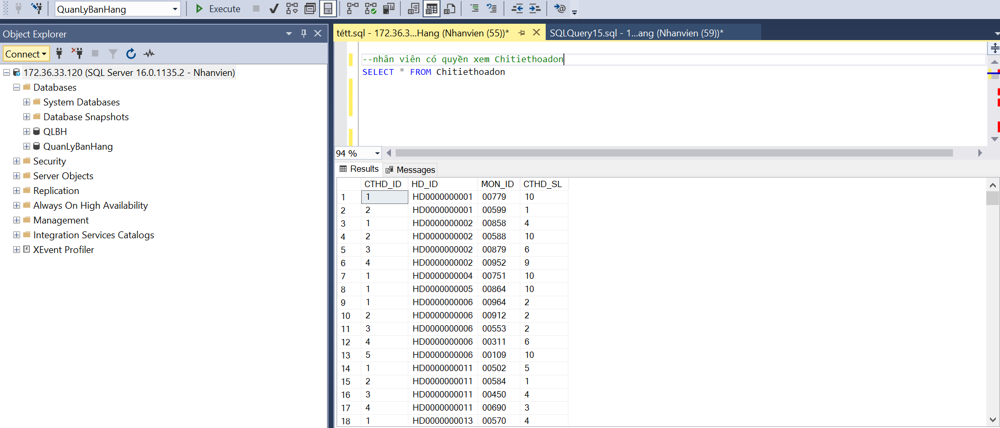 QuanLyBanHang
Execute
Object Explorer
Connect
172.36.33.120 (SQL Server 16.0.1135.2 - Nhanvien)
Databases
System Databases
Database Snapshots
QLBH
QuanLyBanHang
Security
Server Objects
Replication
Always On High Availability
Management
Integration Services Catalogs
XEvent Profiler
tétt.sql - 172.36.3...Hang (Nhanvien (55))*
SQLQuery15.sql - 1...ang (Nhanvien (59))*
--nhân viên có quyền xem Chitiethoadon
SELECT * FROM Chitiethoadon
94 %
Results
Messages
CTHD_ID HD_ID MON_ID CTHD_SL
1 1 HD0000000001 00779 10
2 2 HD0000000001 00599 1
3 1 HD0000000002 00858 4
4 2 HD0000000002 00588 10
5 3 HD0000000002 00879 6
6 4 HD0000000002 00952 9
7 1 HD0000000004 00751 10
8 1 HD0000000005 00864 10
9 1 HD0000000006 00964 2
10 2 HD0000000006 00912 2
11 3 HD0000000006 00553 2
12 4 HD0000000006 00311 6
13 5 HD0000000006 00109 10
14 1 HD0000000011 00502 5
15 2 HD0000000011 00584 1
16 3 HD0000000011 00450 4
17 4 HD0000000011 00690 3
18 1 HD0000000013 00570 4